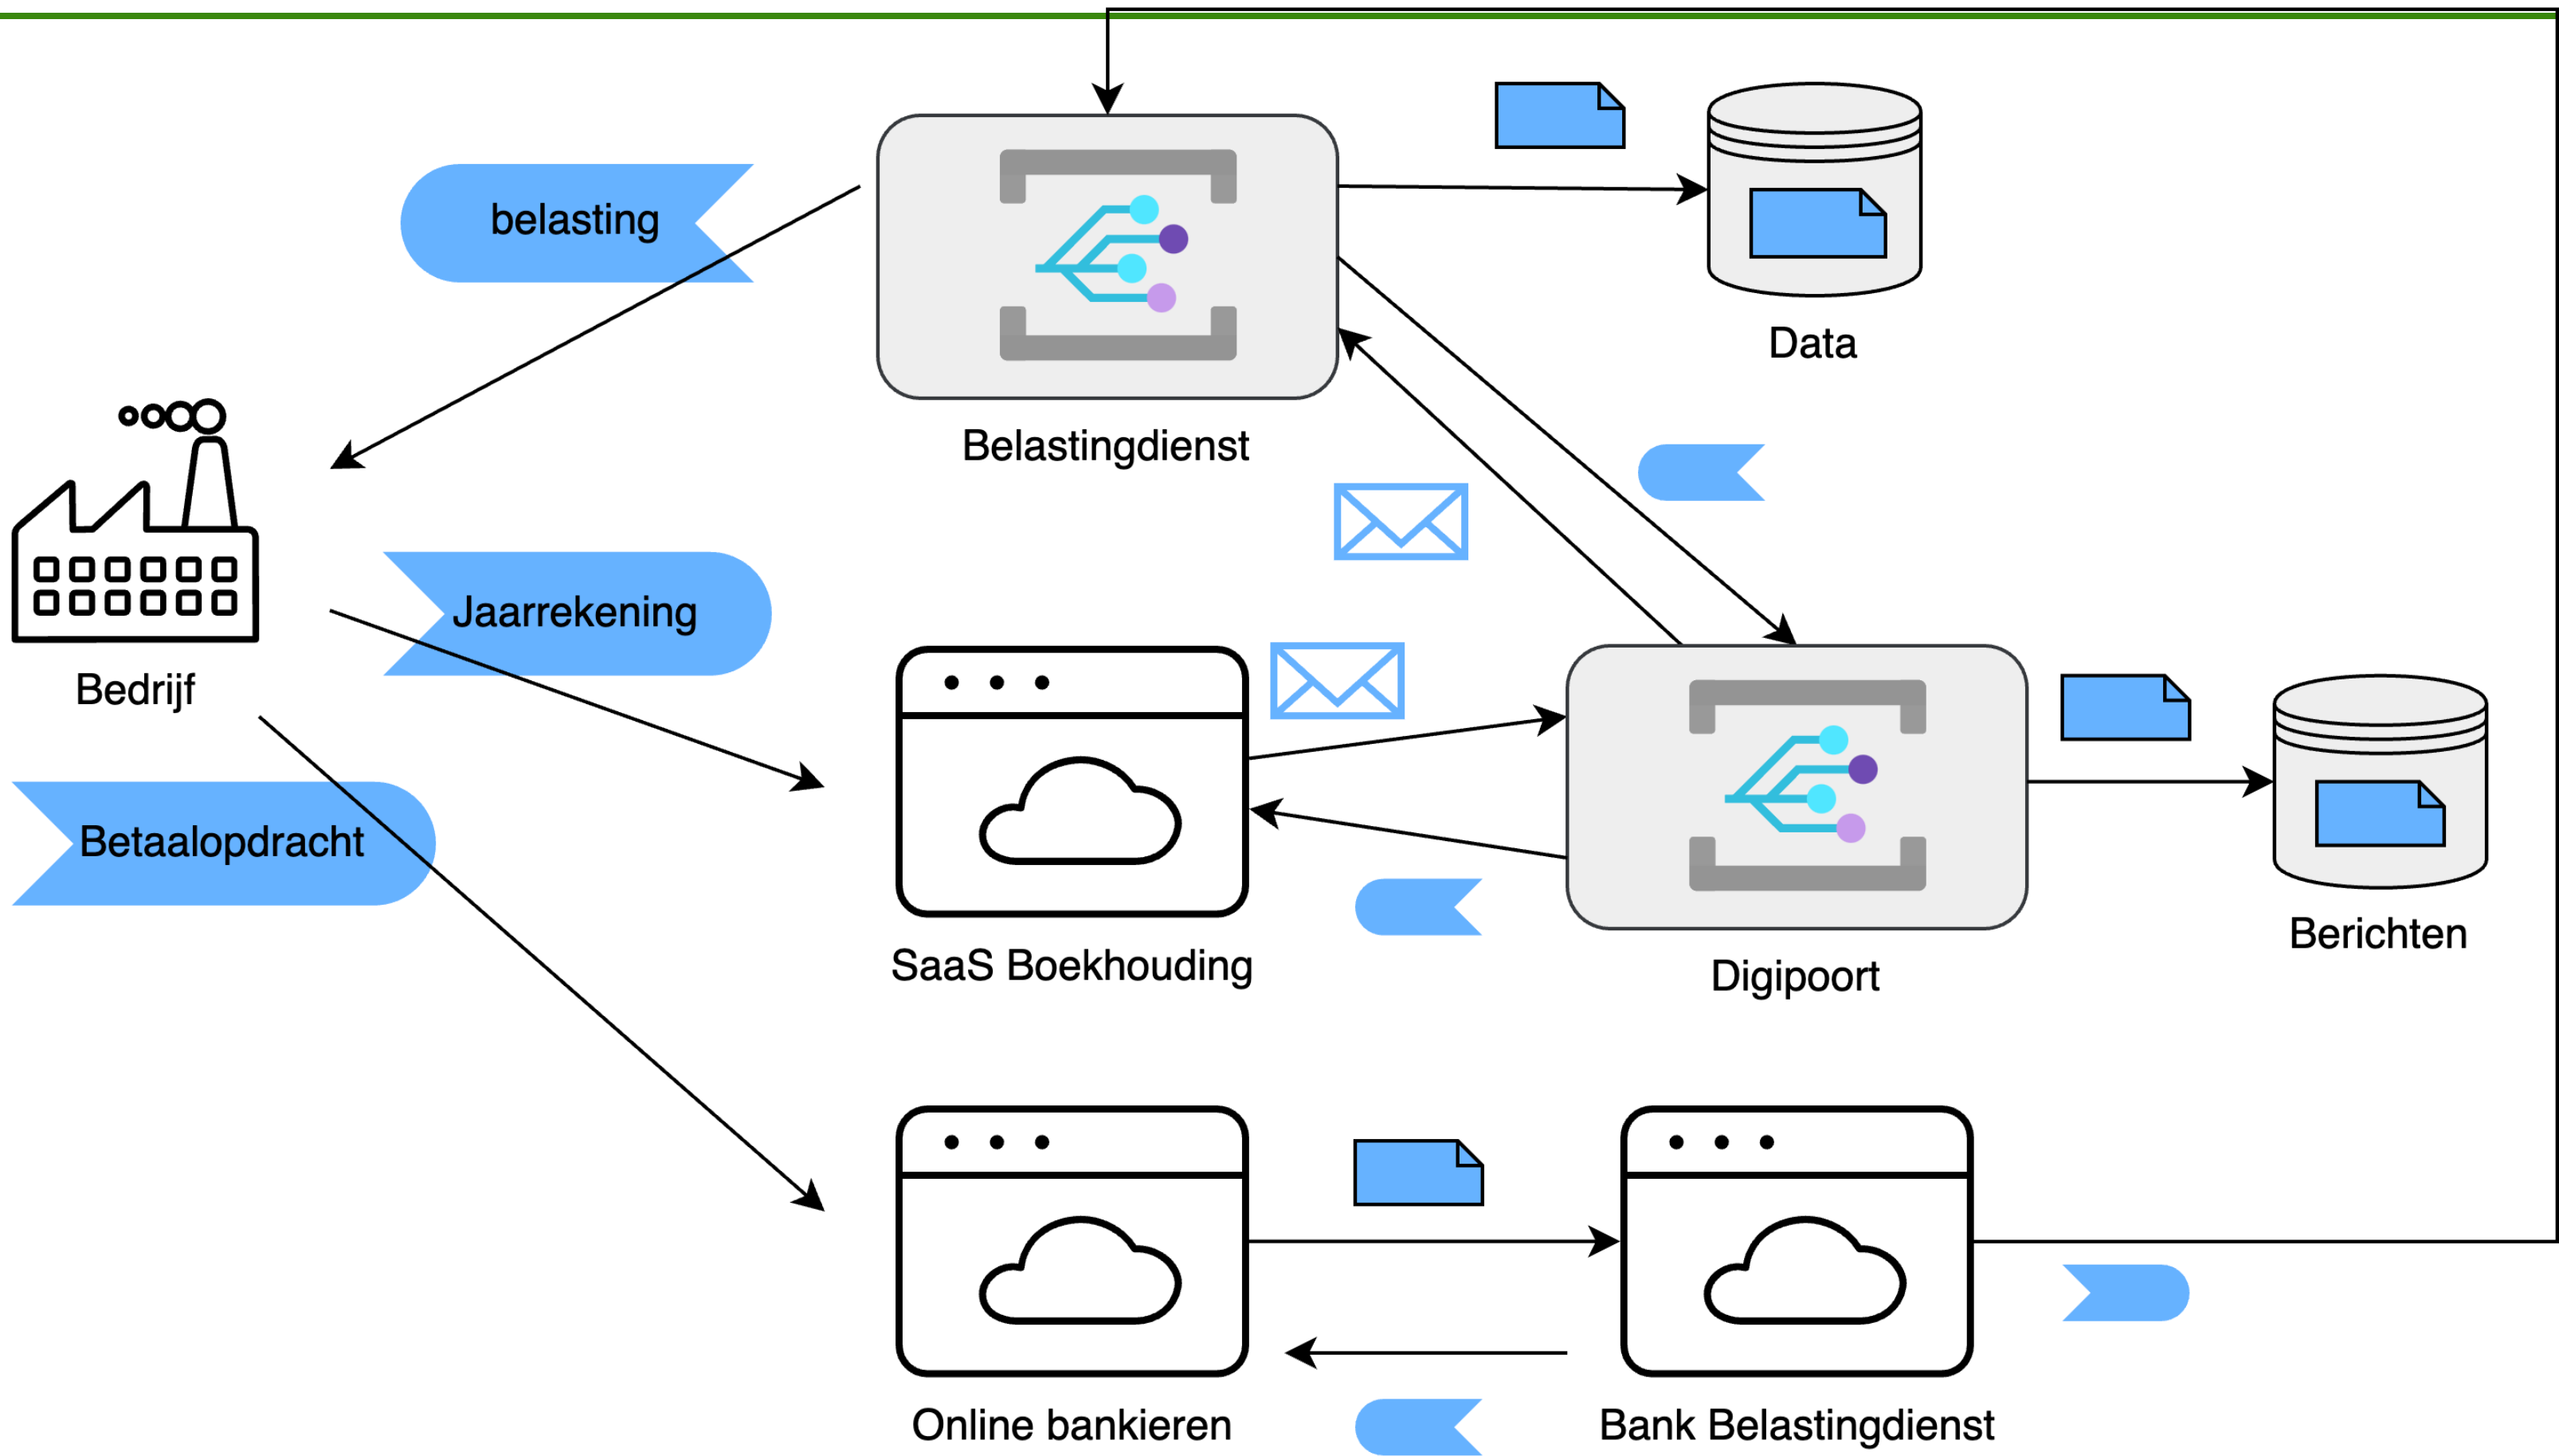 belasting
Data
Belastingdienst
Jaarrekening
Bedrijf
Betaalopdracht
SaaS Boekhouding
Digipoort
Berichten
Online bankieren
Bank Belastingdienst